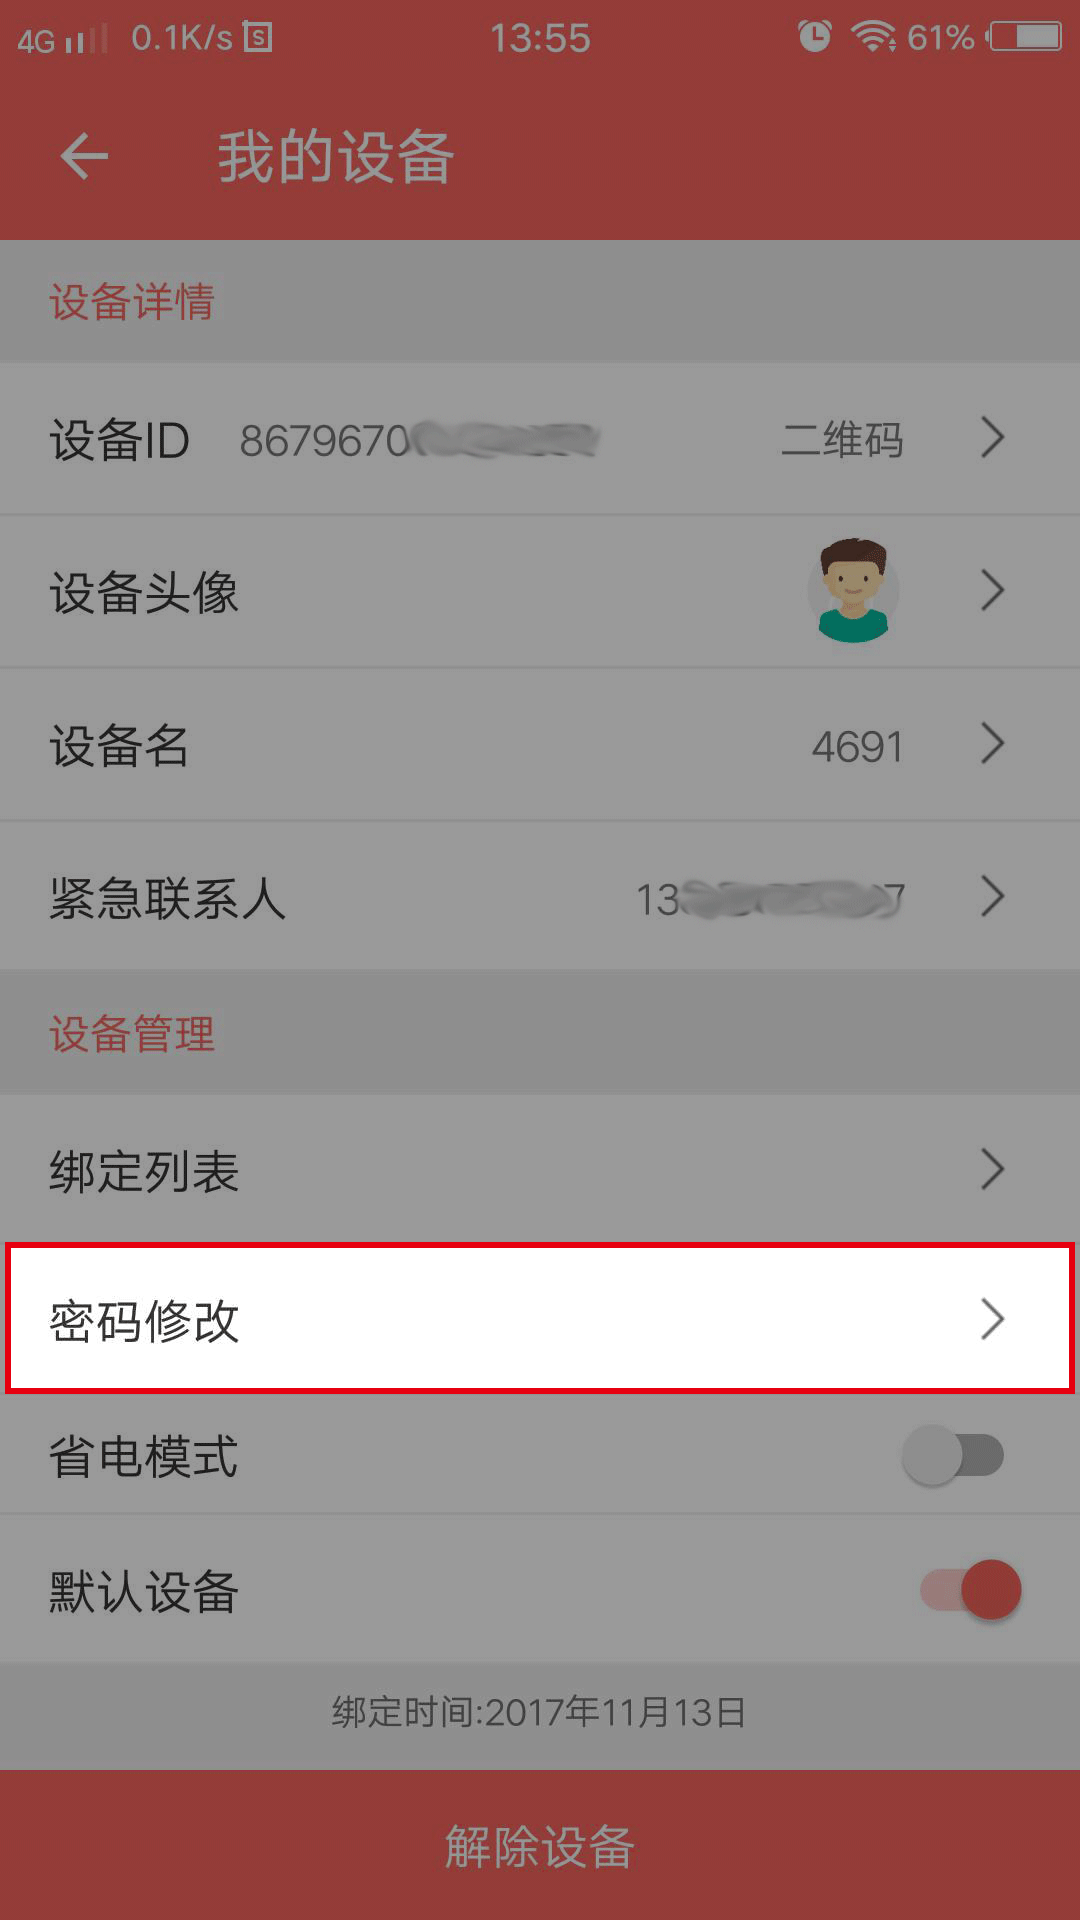 4G 0.1K/s S 13:55 61%
我的设备
设备详情
设备ID 8679670 二维码
设备头像
设备名 4691
紧急联系人 13 7
设备管理
绑定列表
密码修改
省电模式
默认设备
绑定时间:2017年11月13日
解除设备